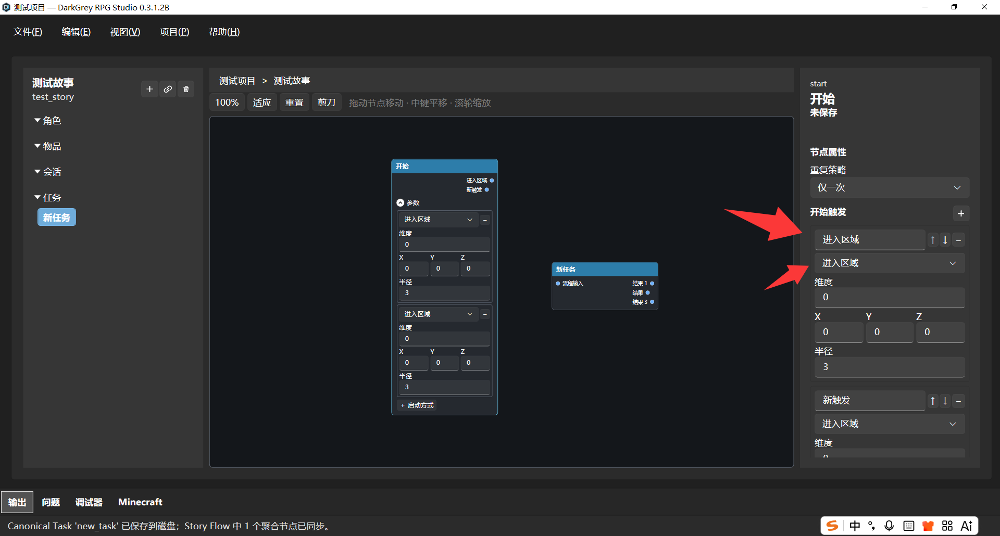 测试项目 — DarkGrey RPG Studio 0.3.1.2B
文件(F) 编辑(E) 视图(V) 项目(P) 帮助(H)
测试故事
test_story
角色
物品
会话
任务
新任务
测试项目 > 测试故事
100% 适应 重置 剪刀 拖动节点移动 · 中键平移 · 滚轮缩放
开始
进入区域
新触发
参数
进入区域
维度
0
X Y Z
0 0 0
半径
3
进入区域
维度
0
X Y Z
0 0 0
半径
3
+ 启动方式
新任务
流程输入 结果 1
结果
结果 3
start
开始
未保存
节点属性
重复策略
仅一次
开始触发
进入区域
进入区域
维度
0
X Y Z
0 0 0
半径
3
新触发
进入区域
维度
0
输出 问题 调试器 Minecraft
Canonical Task 'new_task' 已保存到磁盘；Story Flow 中 1 个聚合节点已同步。
中